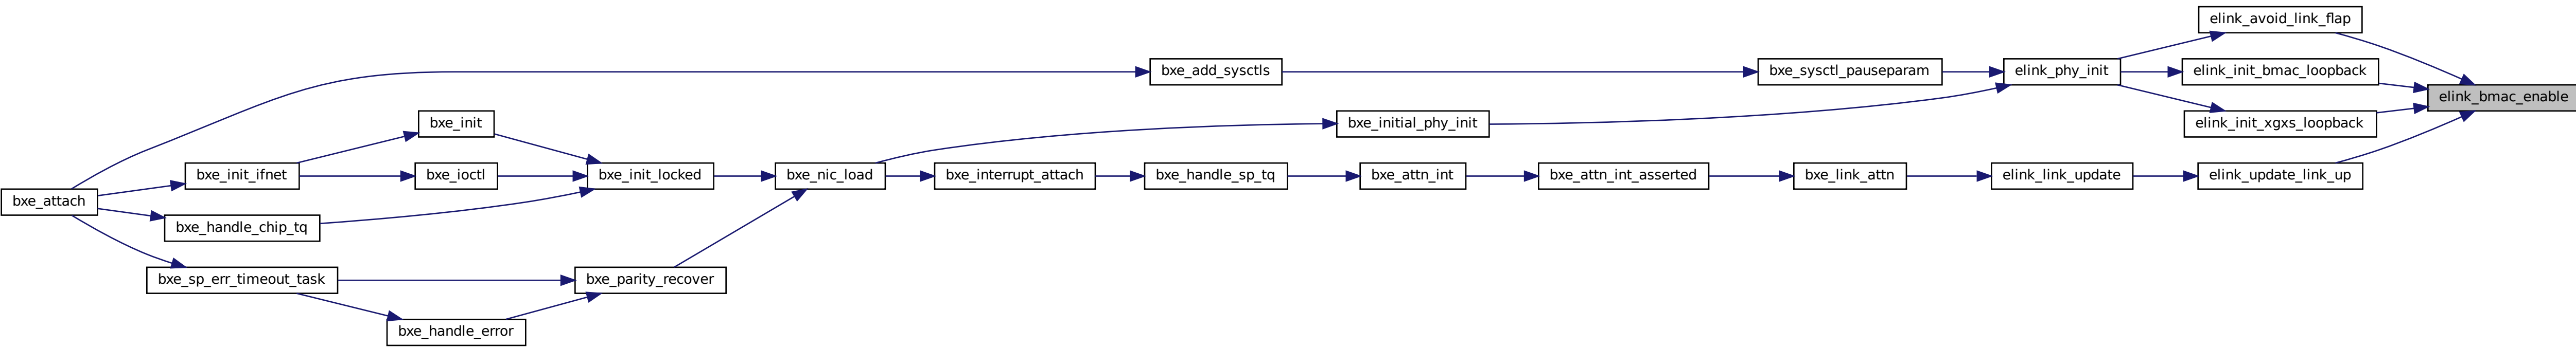 elink_avoid_link_flap
bxe_add_sysctls
bxe_sysctl_pauseparam
elink_phy_init
elink_init_bmac_loopback
elink_bmac_enable
bxe_init
bxe_initial_phy_init
elink_init_xgxs_loopback
bxe_init_ifnet
bxe_ioctl
bxe_init_locked
bxe_nic_load
bxe_interrupt_attach
bxe_handle_sp_tq
bxe_attn_int
bxe_attn_int_asserted
bxe_link_attn
elink_link_update
elink_update_link_up
bxe_attach
bxe_handle_chip_tq
bxe_sp_err_timeout_task
bxe_parity_recover
bxe_handle_error